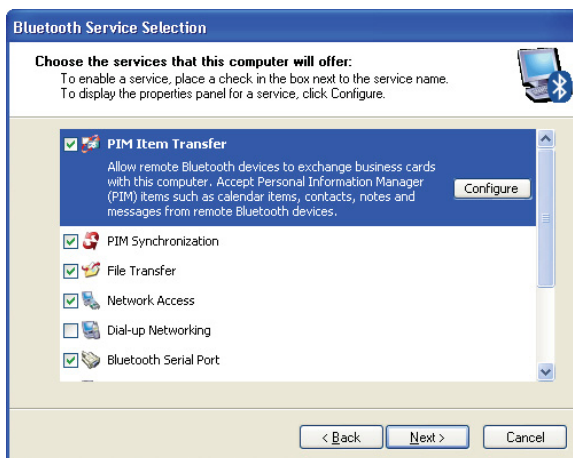 Bluetooth Service Selection
Choose the services that this computer will offer:
To enable a service, place a check in the box next to the service name.
To display the properties panel for a service, click Configure.
PIM Item Transfer
Allow remote Bluetooth devices to exchange business cards
with this computer. Accept Personal Information Manager
(PIM) items such as calendar items, contacts, notes and
messages from remote Bluetooth devices.
Configure
PIM Synchronization
File Transfer
Network Access
Dial-up Networking
Bluetooth Serial Port
< Back
Next >
Cancel